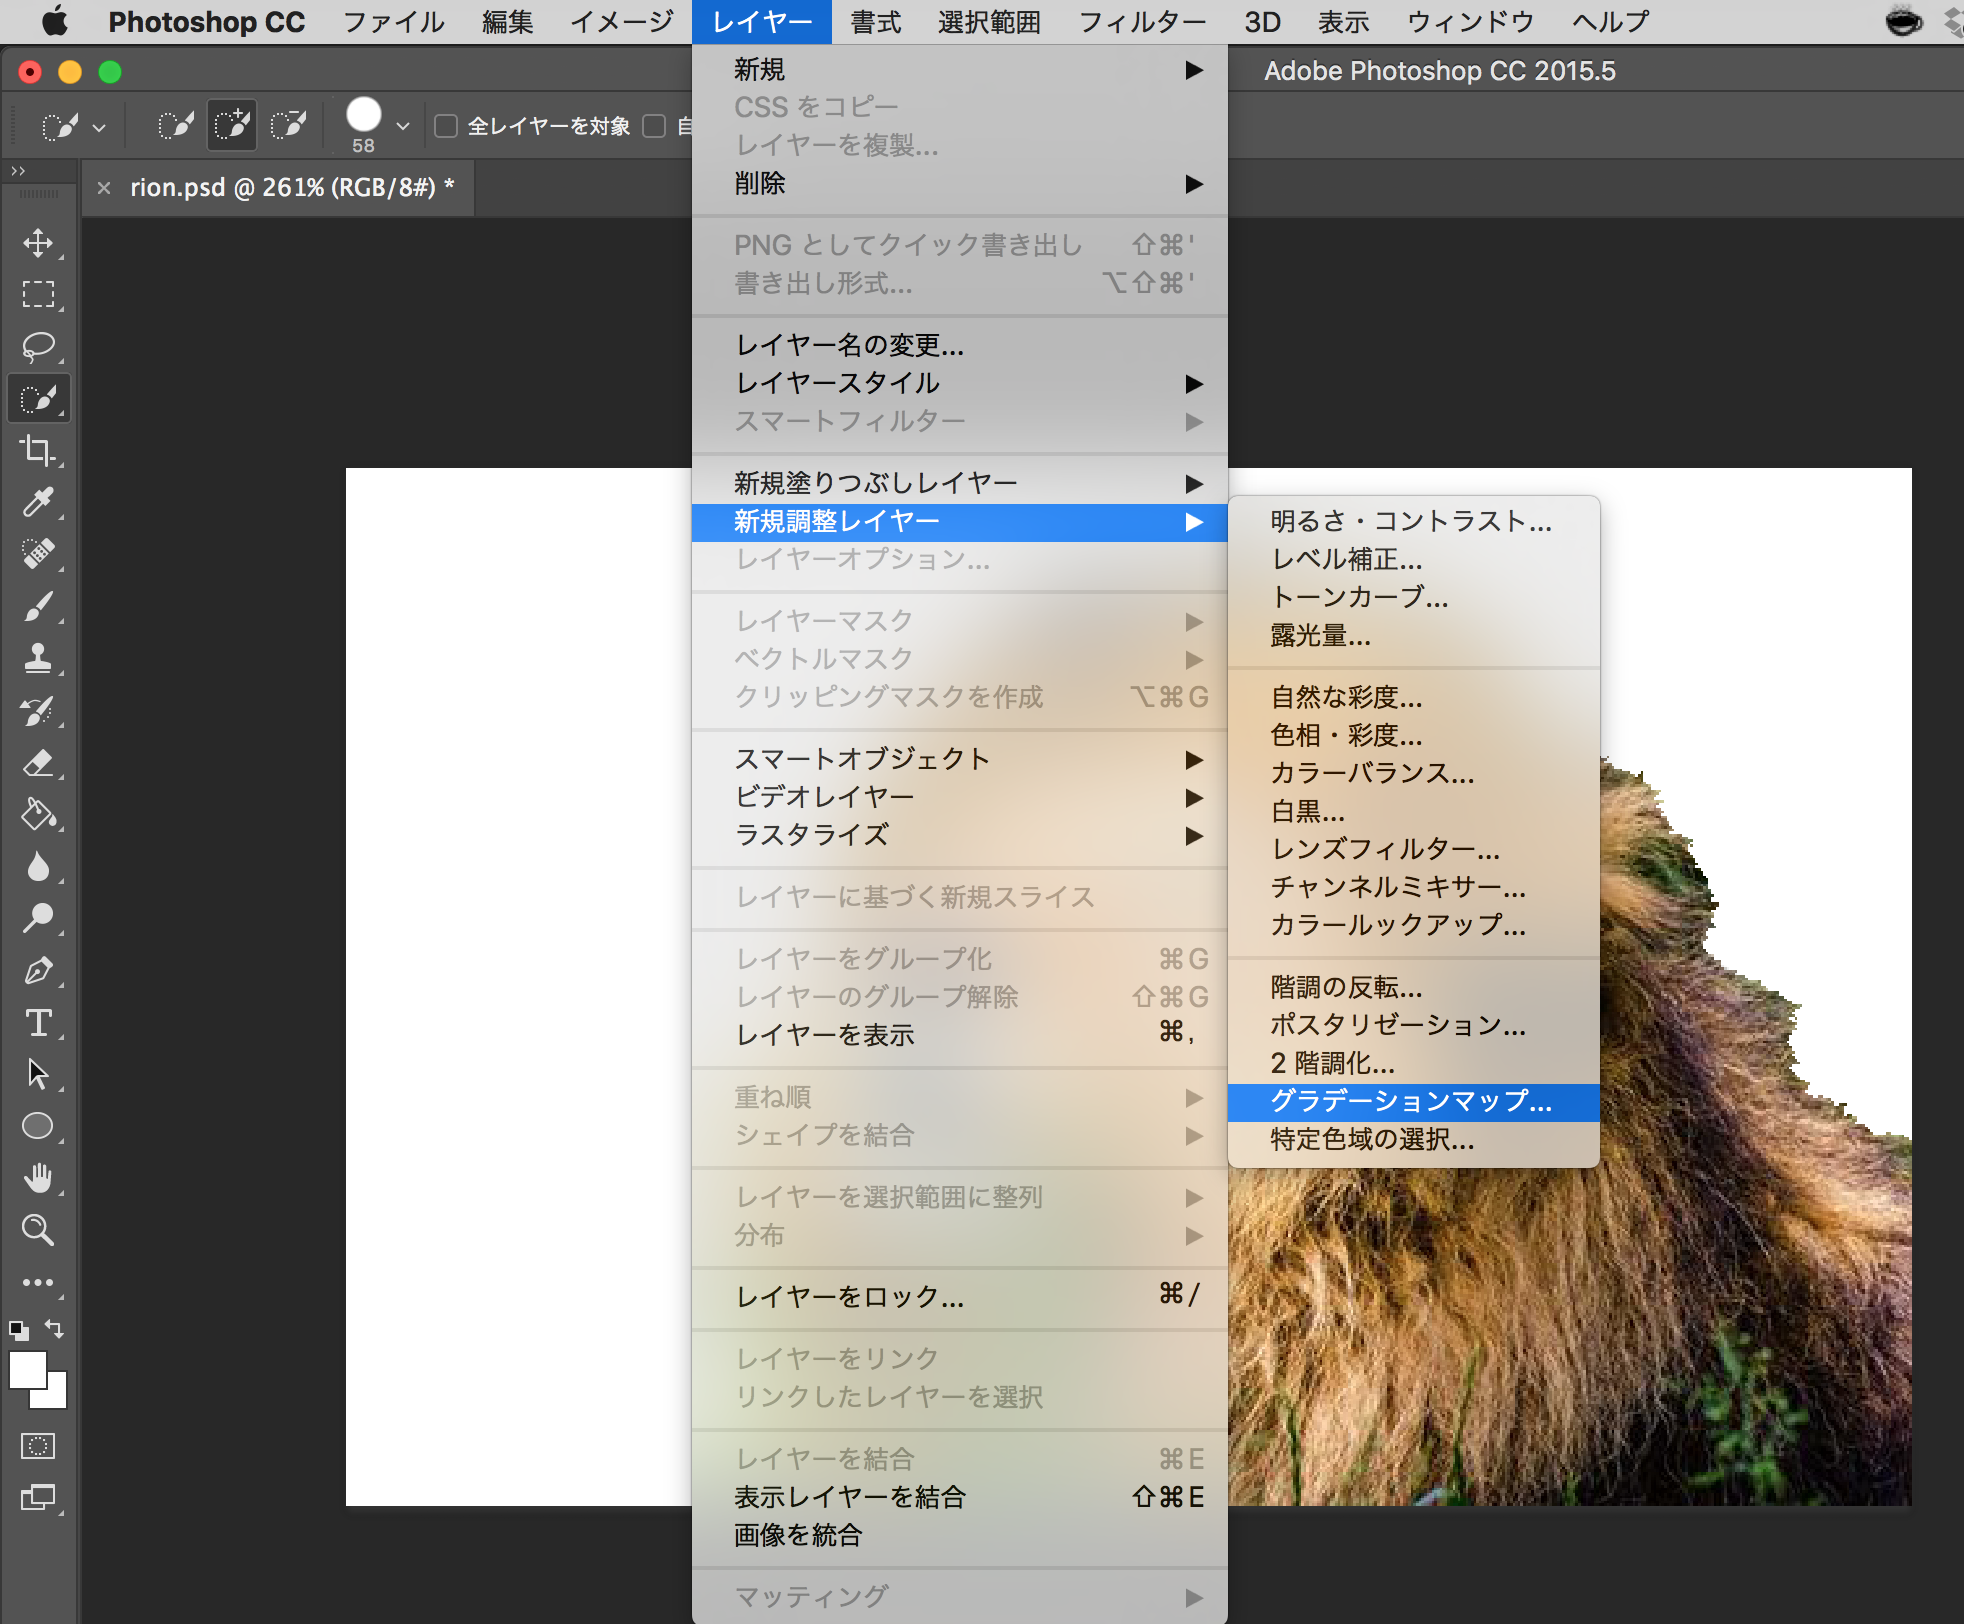 Photoshop CC ファイル 編集 イメージ レイヤー 書式 選択範囲 フィルター 3D 表示 ウィンドウ ヘルプ
Adobe Photoshop CC 2015.5
58
全レイヤーを対象
rion.psd @ 261% (RGB/8#) *
新規
CSS をコピー
レイヤーを複製...
削除
PNG としてクイック書き出し ⇧⌘'
書き出し形式... ⌥⇧⌘'
レイヤー名の変更...
レイヤースタイル
スマートフィルター
新規塗りつぶしレイヤー
新規調整レイヤー
レイヤーオプション...
レイヤーマスク
ベクトルマスク
クリッピングマスクを作成 ⌥⌘G
スマートオブジェクト
ビデオレイヤー
ラスタライズ
レイヤーに基づく新規スライス
レイヤーをグループ化 ⌘G
レイヤーのグループ解除 ⇧⌘G
レイヤーを表示 ⌘,
重ね順
シェイプを結合
レイヤーを選択範囲に整列
分布
レイヤーをロック... ⌘/
レイヤーをリンク
リンクしたレイヤーを選択
レイヤーを結合 ⌘E
表示レイヤーを結合 ⇧⌘E
画像を統合
マッティング
明るさ・コントラスト...
レベル補正...
トーンカーブ...
露光量...
自然な彩度...
色相・彩度...
カラーバランス...
白黒...
レンズフィルター...
チャンネルミキサー...
カラールックアップ...
階調の反転...
ポスタリゼーション...
2 階調化...
グラデーションマップ...
特定色域の選択...